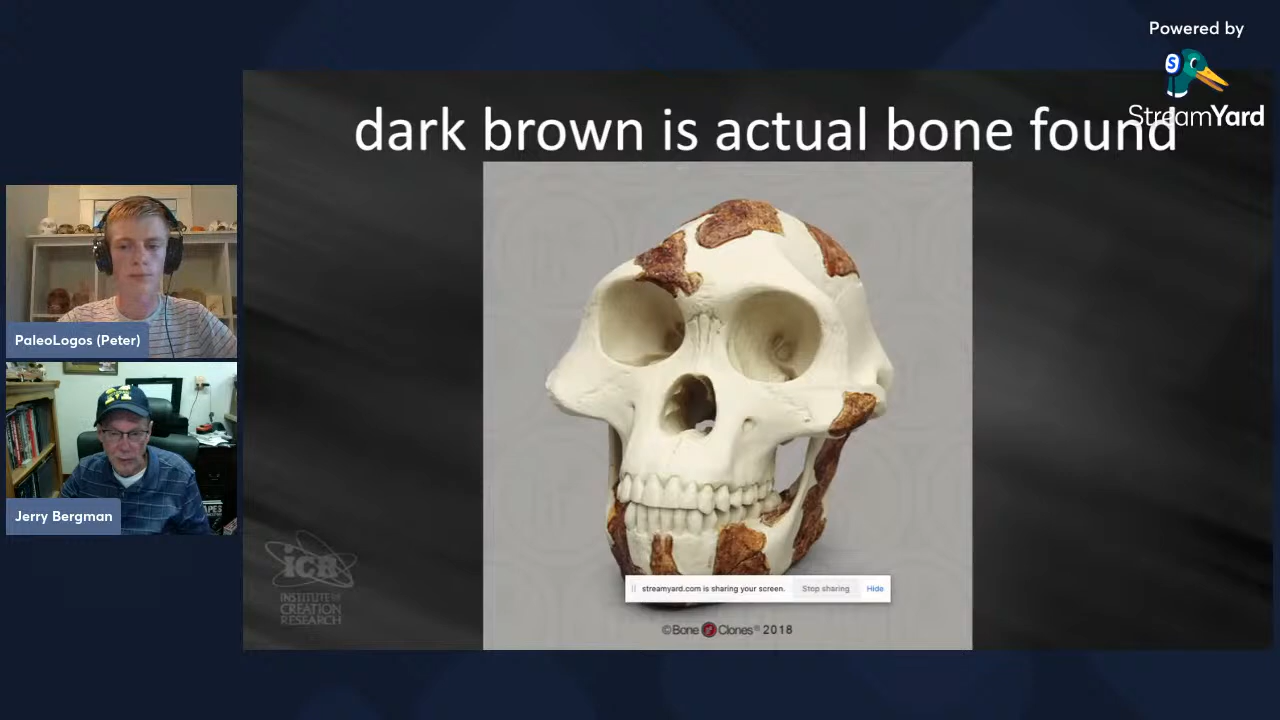 Powered by
StreamYard
dark brown is actual bone found
PaleoLogos (Peter)
Jerry Bergman
iCR
INSTITUTE for
CREATION
RESEARCH
streamyard.com is sharing your screen.
Stop sharing
Hide
©Bone Clones® 2018